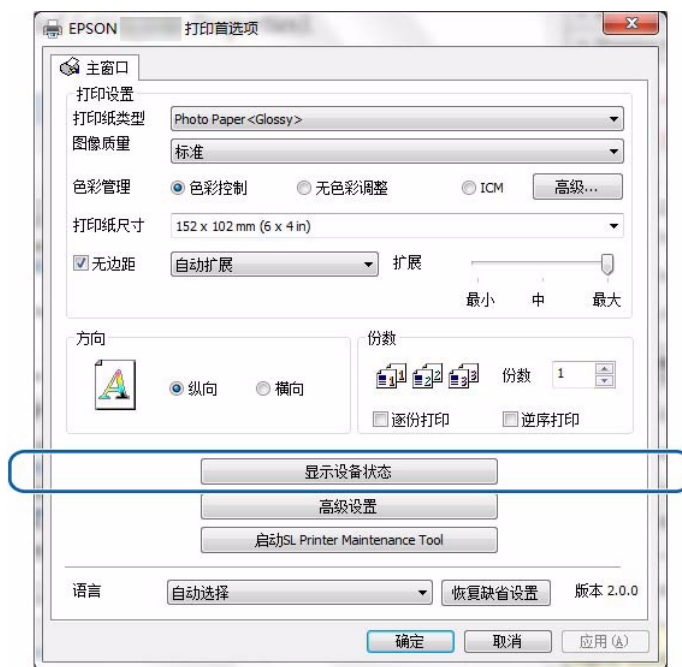 EPSON 打印首选项
主窗口
打印设置
打印纸类型 Photo Paper<Glossy>
图像质量 标准
色彩管理 色彩控制 无色彩调整 ICM 高级...
打印纸尺寸 152 x 102 mm (6 x 4 in)
无边距 自动扩展 扩展
最小 中 最大
方向 份数
纵向 横向 1 1 2 2 3 3 份数 1
逐份打印 逆序打印
显示设备状态
高级设置
启动SL Printer Maintenance Tool
语言 自动选择 恢复缺省设置 版本 2.0.0
确定 取消 应用(A)